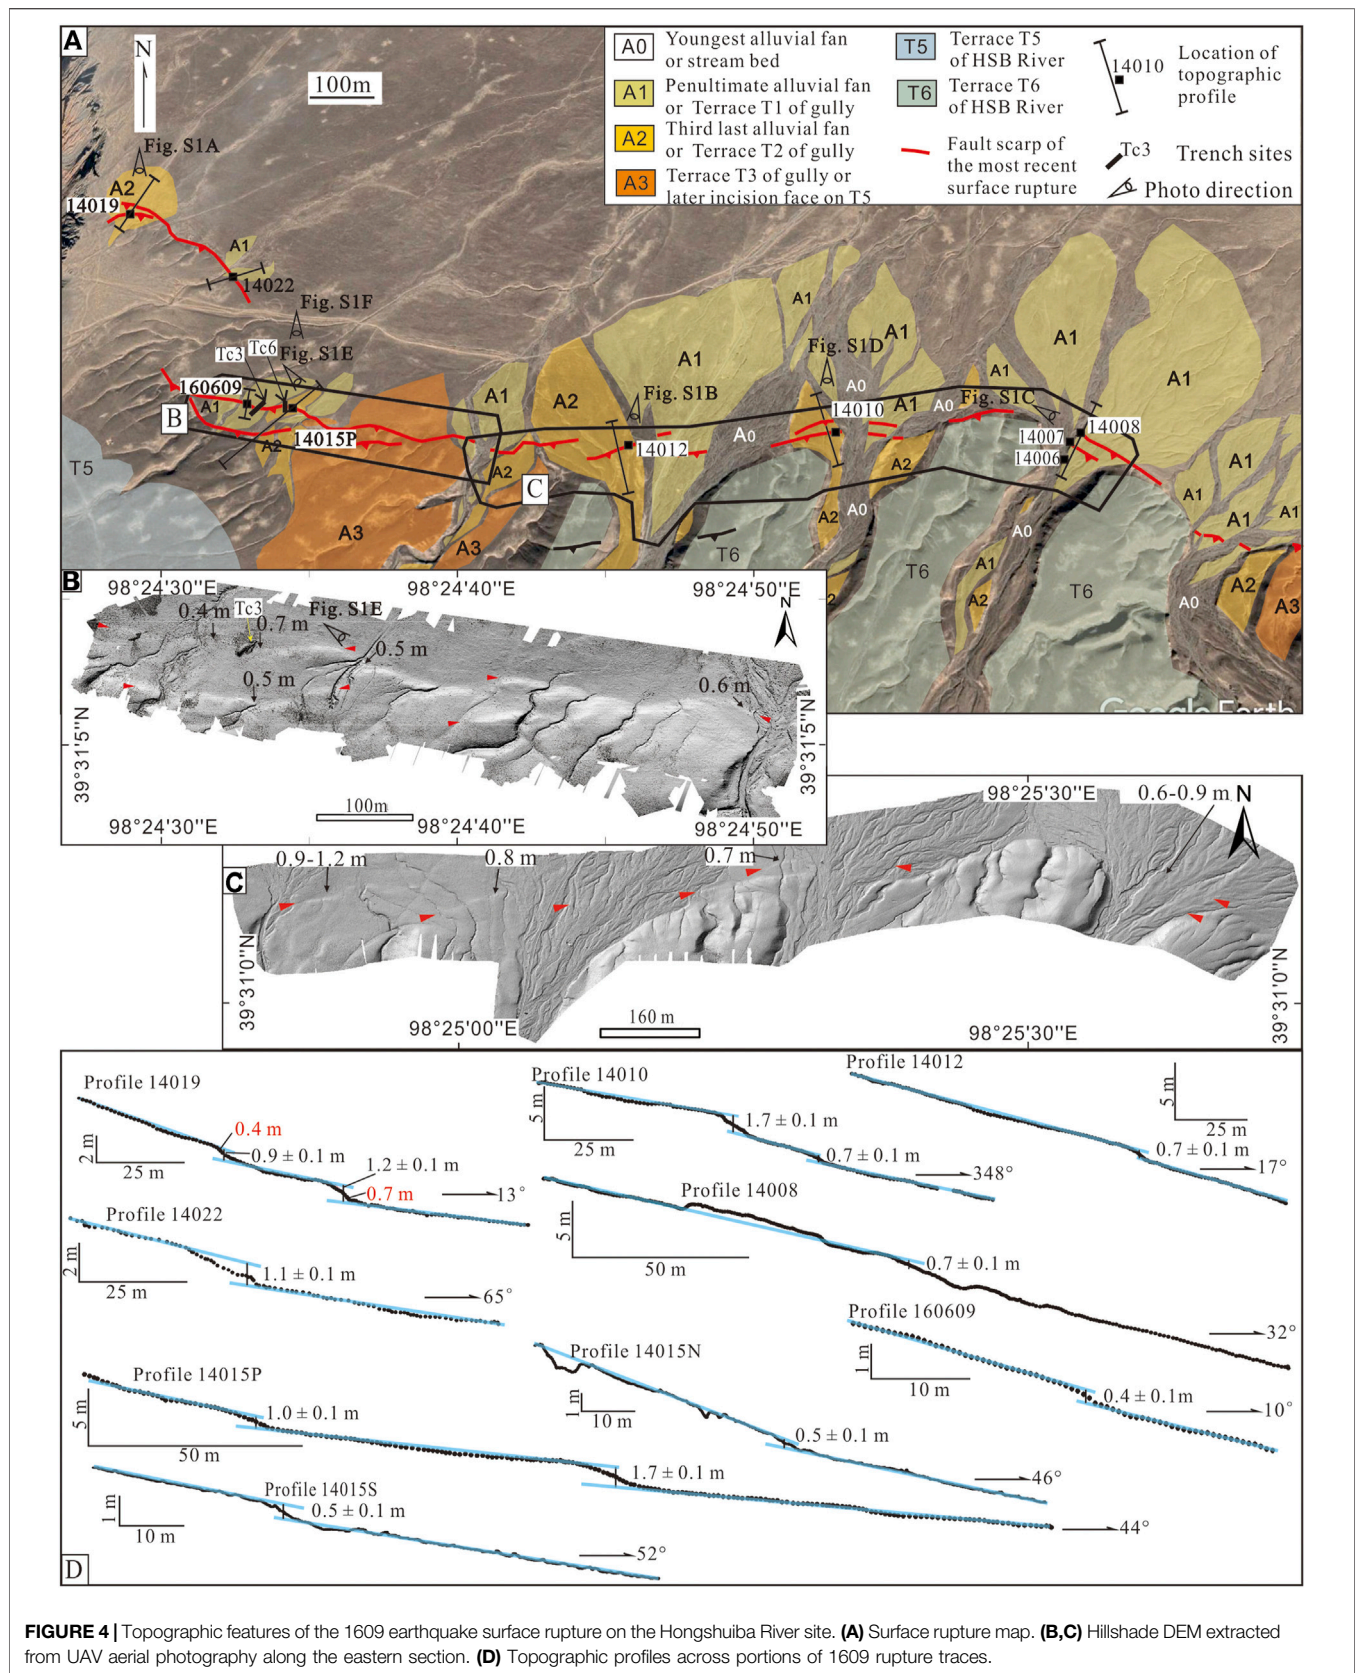 A
N
100m
A0 Youngest alluvial fan
or stream bed
A1 Penultimate alluvial fan
or Terrace T1 of gully
A2 Third last alluvial fan
or Terrace T2 of gully
A3 Terrace T3 of gully or
later incision face on T5
T5 Terrace T5
of HSB River
T6 Terrace T6
of HSB River
Fault scarp of
the most recent
surface rupture
14010
Location of
topographic
profile
Tc3 Trench sites
Photo direction
Fig. S1A
A2
14019
A1
14022
Fig. S1F
Tc3 Tc6
Fig. S1E
160609
A1
B
14015P
A2
T5
A3
A1
A2
A2
C
A3
Fig. S1B
A1
14012
A0
T6
A1
Fig. S1D
A0
A1
14010
A1
A0
A2
A2
A0
T6
A1
Fig. S1C
A1
14007
14008
14006
A1
A0
A1
A2
T6
A1
A1
A1
A0
A2
A3
Google Earth
B
98°24'30"E
98°24'40"E
98°24'50"E
N
0.4 m
Tc3
0.7 m
Fig. S1E
0.5 m
0.5 m
0.6 m
39°31'5"N
39°31'5"N
100m
98°24'30"E
98°24'40"E
98°24'50"E
C
98°25'30"E
0.6-0.9 m
N
0.9-1.2 m
0.8 m
0.7 m
39°31'0"N
39°31'0"N
160 m
98°25'00"E
98°25'30"E
Profile 14019
0.4 m
0.9 ± 0.1 m
1.2 ± 0.1 m
0.7 m
13°
2 m
25 m
Profile 14010
1.7 ± 0.1 m
0.7 ± 0.1 m
348°
5 m
25 m
Profile 14012
0.7 ± 0.1 m
17°
5 m
25 m
Profile 14022
1.1 ± 0.1 m
65°
2 m
25 m
Profile 14008
0.7 ± 0.1 m
32°
5 m
50 m
Profile 160609
0.4 ± 0.1m
10°
1 m
10 m
Profile 14015P
1.0 ± 0.1 m
1.7 ± 0.1 m
44°
5 m
50 m
Profile 14015N
0.5 ± 0.1 m
46°
1 m
10 m
Profile 14015S
0.5 ± 0.1 m
52°
1 m
10 m
D
FIGURE 4 | Topographic features of the 1609 earthquake surface rupture on the Hongshuiba River site. (A) Surface rupture map. (B,C) Hillshade DEM extracted
from UAV aerial photography along the eastern section. (D) Topographic profiles across portions of 1609 rupture traces.